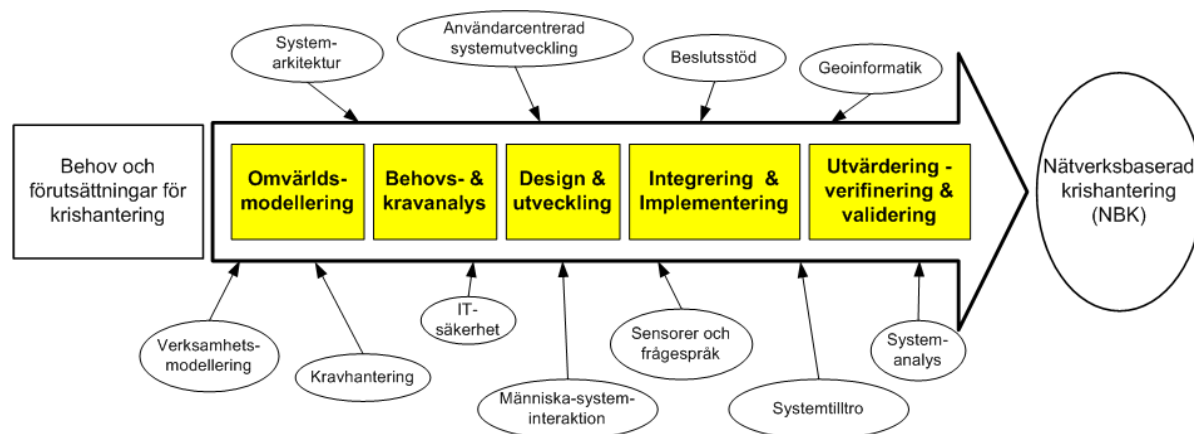 System-
arkitektur
Användarcentrerad
systemutveckling
Beslutsstöd
Geoinformatik
Behov och
förutsättningar för
krishantering
Omvärlds-
modellering
Behovs- &
kravanalys
Design &
utveckling
Integrering &
Implementering
Utvärdering -
verifinering &
validering
Nätverksbaserad
krishantering
(NBK)
Verksamhets-
modellering
Kravhantering
IT-
säkerhet
Människa-system-
interaktion
Sensorer och
frågespråk
Systemtilltro
System-
analys